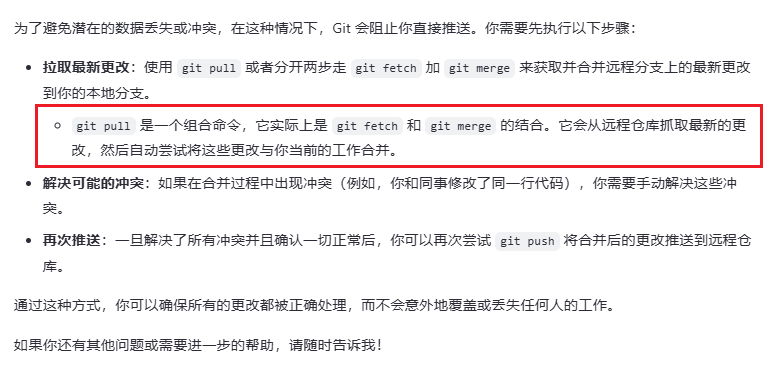 为了避免潜在的数据丢失或冲突，在这种情况下，Git 会阻止你直接推送。你需要先执行以下步骤：
• 拉取最新更改：使用 git pull 或者分开两步走 git fetch 加 git merge 来获取并合并远程分支上的最新更改
到你的本地分支。
◦ git pull 是一个组合命令，它实际上是 git fetch 和 git merge 的结合。它会从远程仓库抓取最新的更
改，然后自动尝试将这些更改与你当前的工作合并。
• 解决可能的冲突：如果在合并过程中出现冲突（例如，你和同事修改了同一行代码），你需要手动解决这些冲
突。
• 再次推送：一旦解决了所有冲突并且确认一切正常后，你可以再次尝试 git push 将合并后的更改推送到远程仓
库。
通过这种方式，你可以确保所有的更改都被正确处理，而不会意外地覆盖或丢失任何人的工作。
如果你还有其他问题或需要进一步的帮助，请随时告诉我！